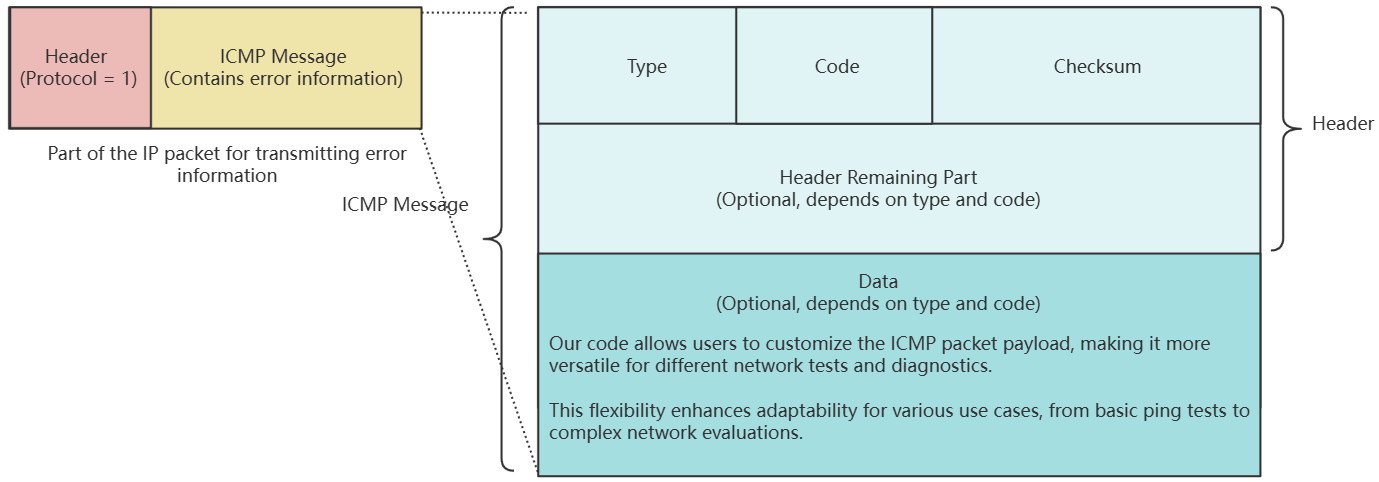 Header
(Protocol = 1)
ICMP Message
(Contains error information)
Part of the IP packet for transmitting error
information
ICMP Message
Type
Code
Checksum
Header
Header Remaining Part
(Optional, depends on type and code)
Data
(Optional, depends on type and code)
Our code allows users to customize the ICMP packet payload, making it more
versatile for different network tests and diagnostics.
This flexibility enhances adaptability for various use cases, from basic ping tests to
complex network evaluations.